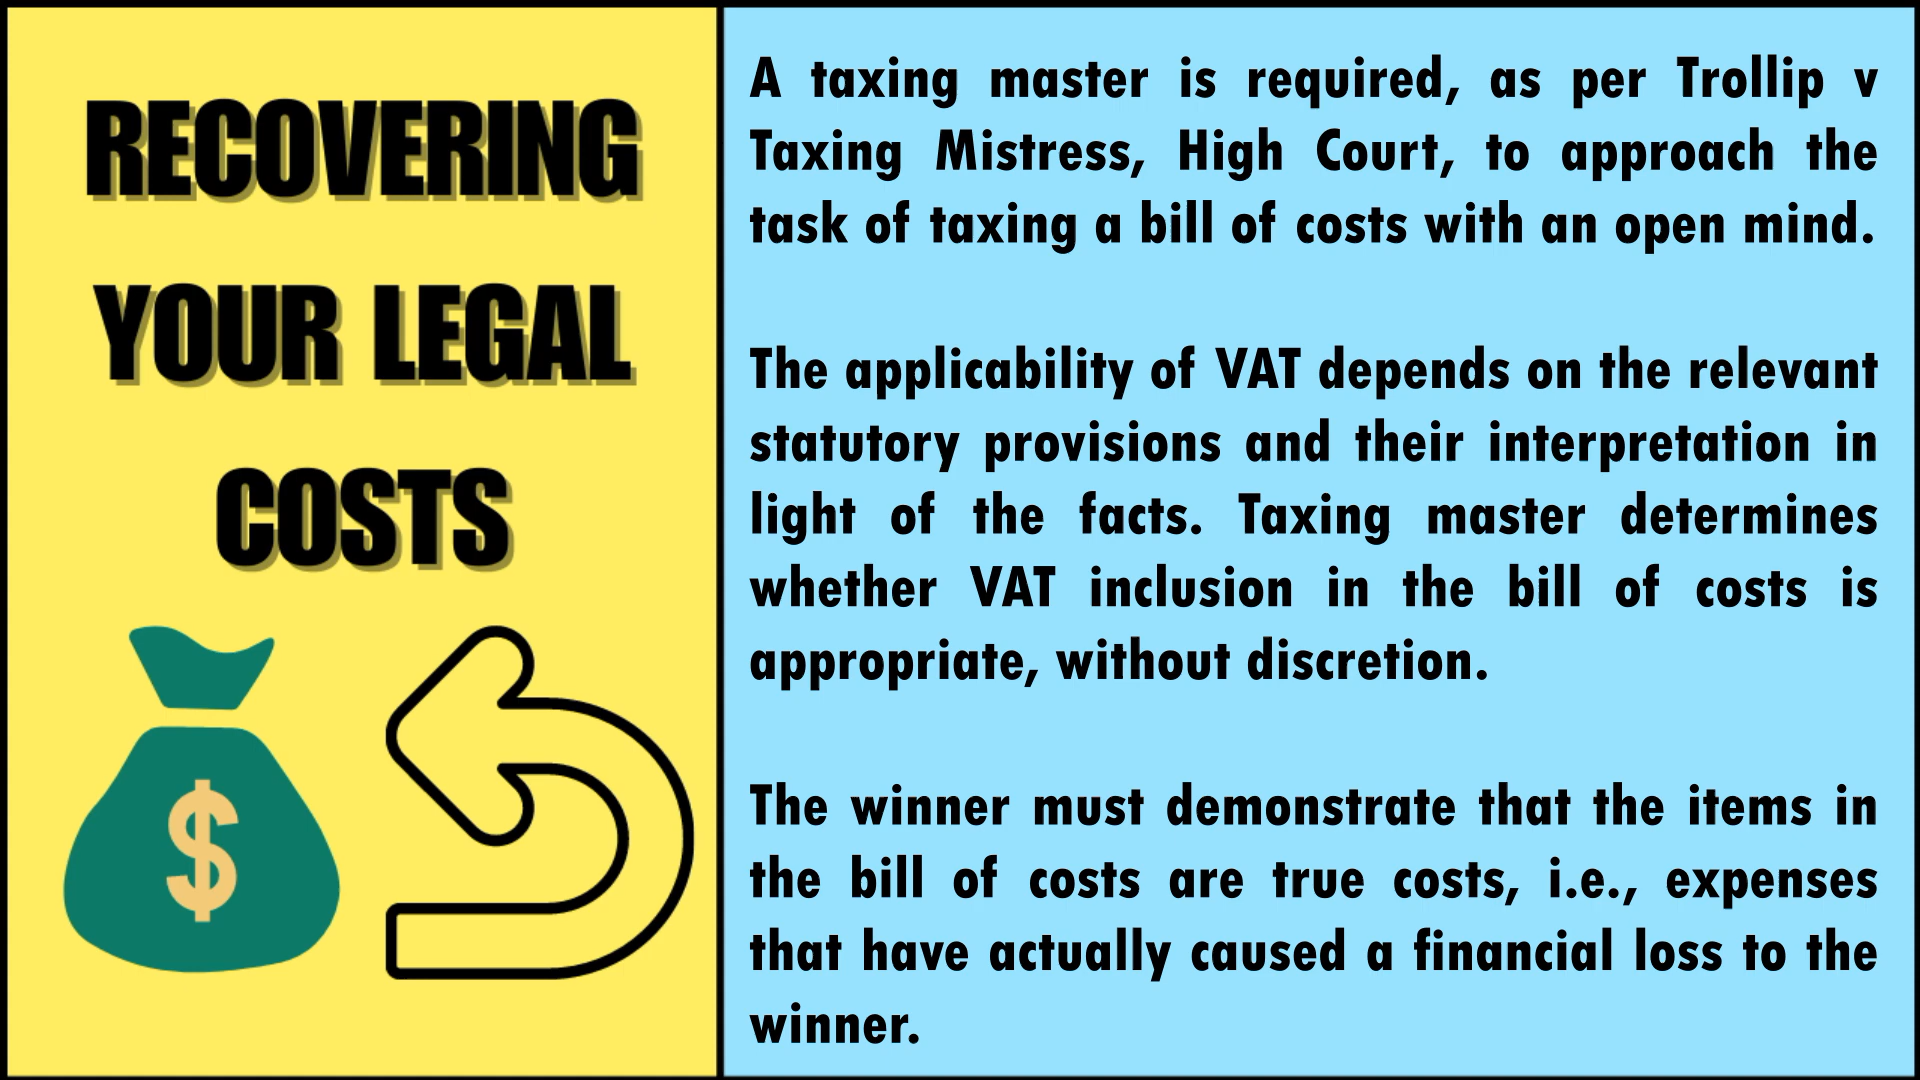 RECOVERING
YOUR LEGAL
COSTS
$
A taxing master is required, as per Trollip v
Taxing Mistress, High Court, to approach the
task of taxing a bill of costs with an open mind.
The applicability of VAT depends on the relevant
statutory provisions and their interpretation in
light of the facts. Taxing master determines
whether VAT inclusion in the bill of costs is
appropriate, without discretion.
The winner must demonstrate that the items in
the bill of costs are true costs, i.e., expenses
that have actually caused a financial loss to the
winner.